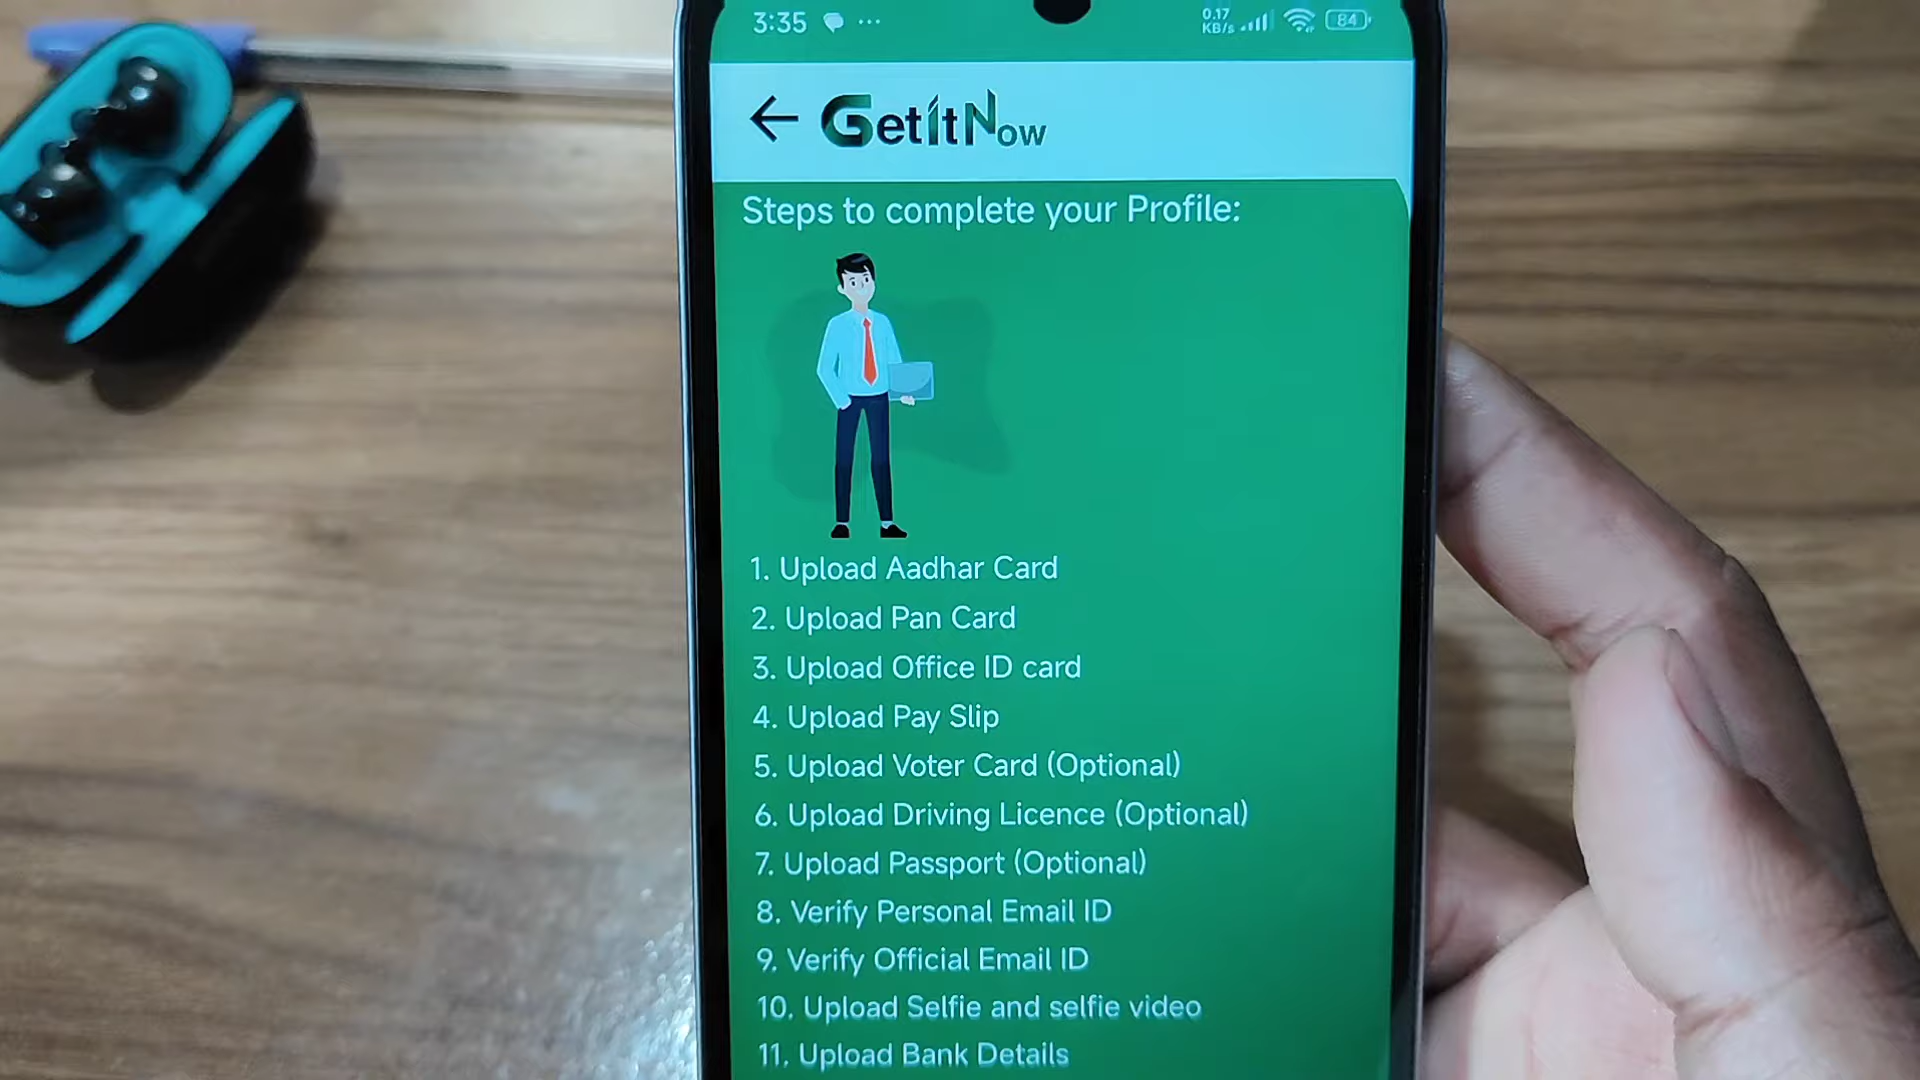 3:35 ... 0.17 KB/s 84
GetItNow
Steps to complete your Profile:
1. Upload Aadhar Card
2. Upload Pan Card
3. Upload Office ID card
4. Upload Pay Slip
5. Upload Voter Card (Optional)
6. Upload Driving Licence (Optional)
7. Upload Passport (Optional)
8. Verify Personal Email ID
9. Verify Official Email ID
10. Upload Selfie and selfie video
11. Upload Bank Details